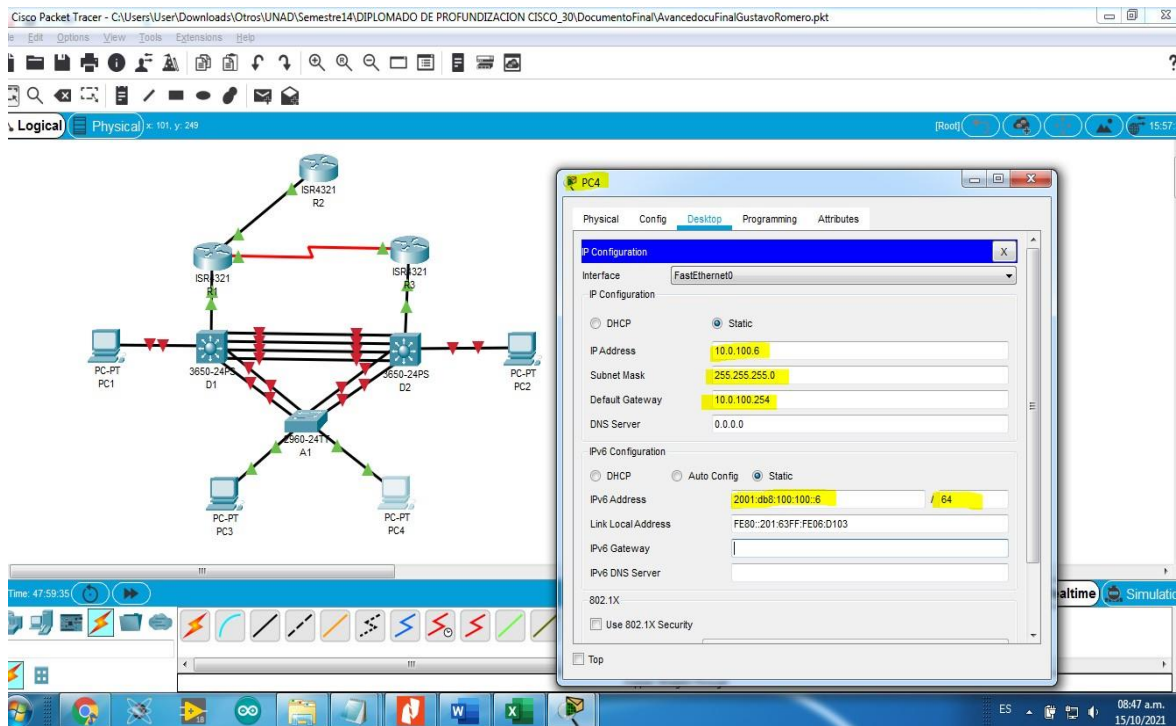 Cisco Packet Tracer - C:\Users\User\Downloads\Otros\UNAD\Semestre14\DIPLOMADO DE PROFUNDIZACION CISCO_30\DocumentoFinal\AvancedocuFinalGustavoRomero.pkt
Edit Options View Tools Extensions Help
Logical Physical x: 101, y: 249 [Root] 15:57:
ISR4321
R2
ISR4321
R1
ISR4321
R3
PC-PT
PC1
3650-24PS
D1
3650-24PS
D2
PC-PT
PC2
2960-24TT
A1
PC-PT
PC3
PC-PT
PC4
PC4
Physical Config Desktop Programming Attributes
IP Configuration X
Interface FastEthernet0
IP Configuration
DHCP Static
IP Address 10.0.100.6
Subnet Mask 255.255.255.0
Default Gateway 10.0.100.254
DNS Server 0.0.0.0
IPv6 Configuration
DHCP Auto Config Static
IPv6 Address 2001:db8:100:100::6 / 64
Link Local Address FE80::201:63FF:FE06:D103
IPv6 Gateway
IPv6 DNS Server
802.1X
Use 802.1X Security
Top
Time: 47:59:35 ealtime Simulatio
ES 08:47 a.m.
15/10/2021